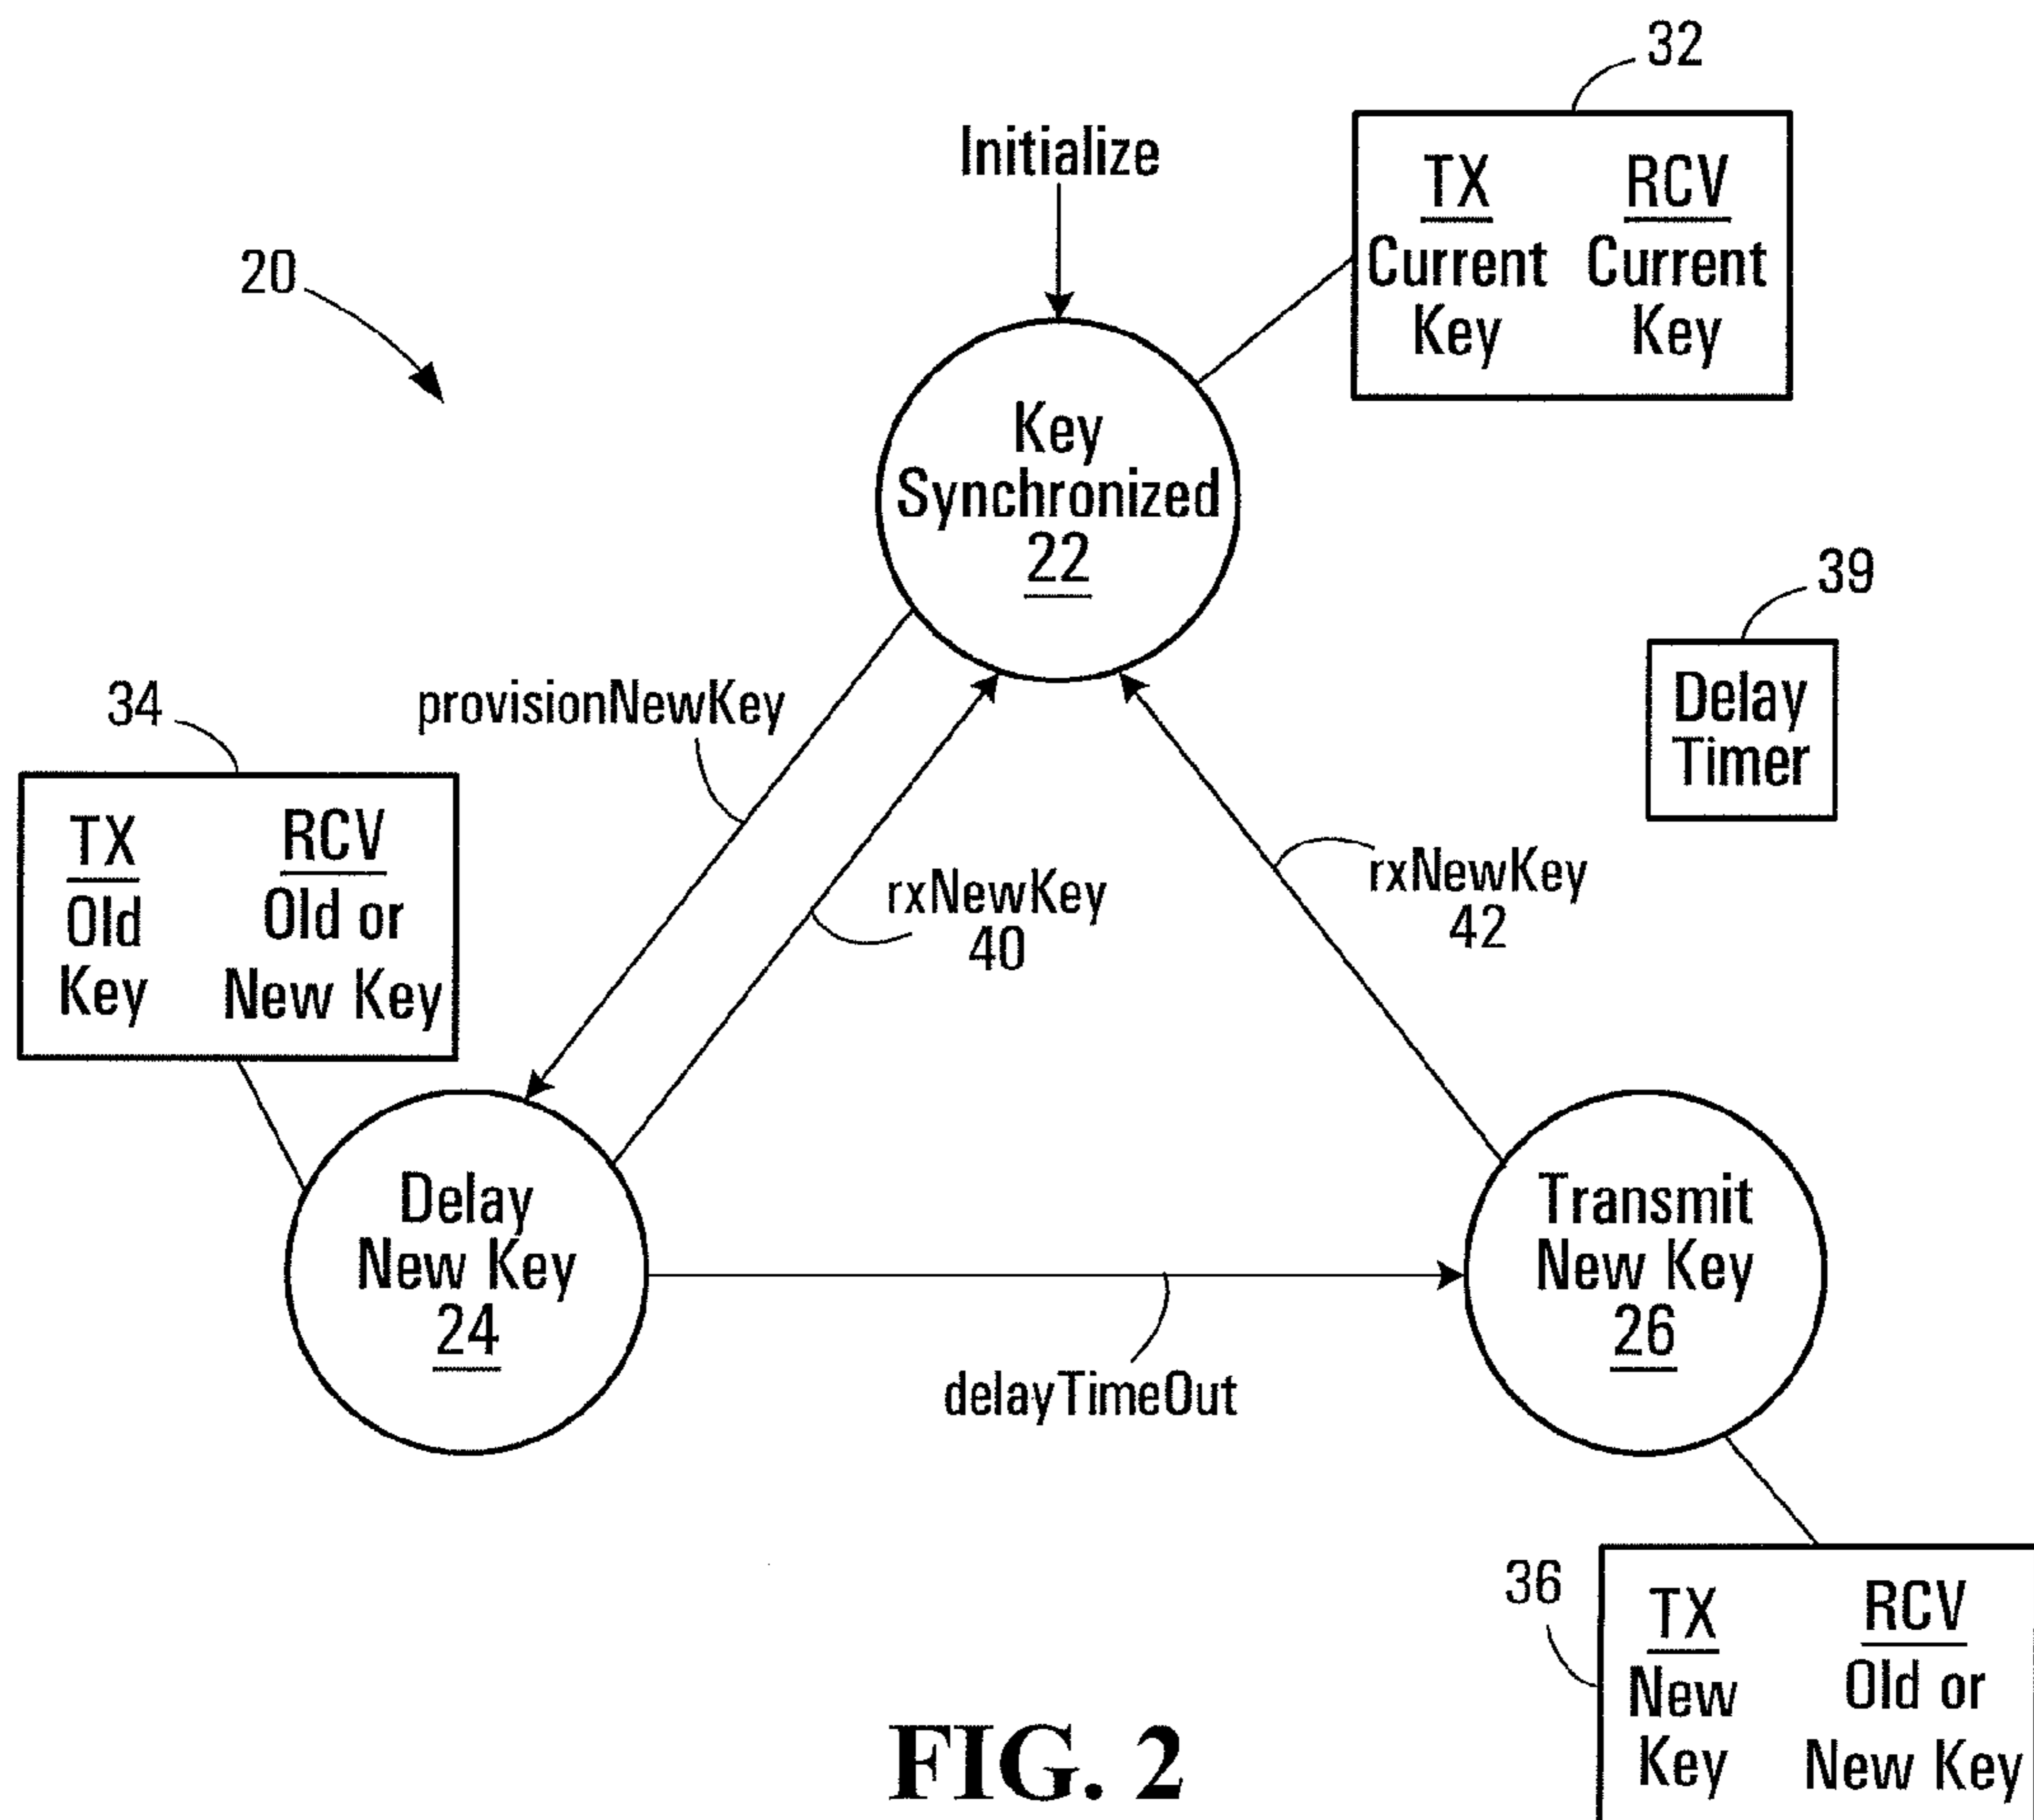 32
Initialize
TX RCV
Current Current
Key Key
20
Key
Synchronized
22
39
Delay
Timer
34
provisionNewKey
TX RCV
Old Old or
Key New Key
rxNewKey
40
rxNewKey
42
Delay
New Key
24
Transmit
New Key
26
delayTimeOut
36
TX RCV
New Old or
Key New Key
FIG. 2